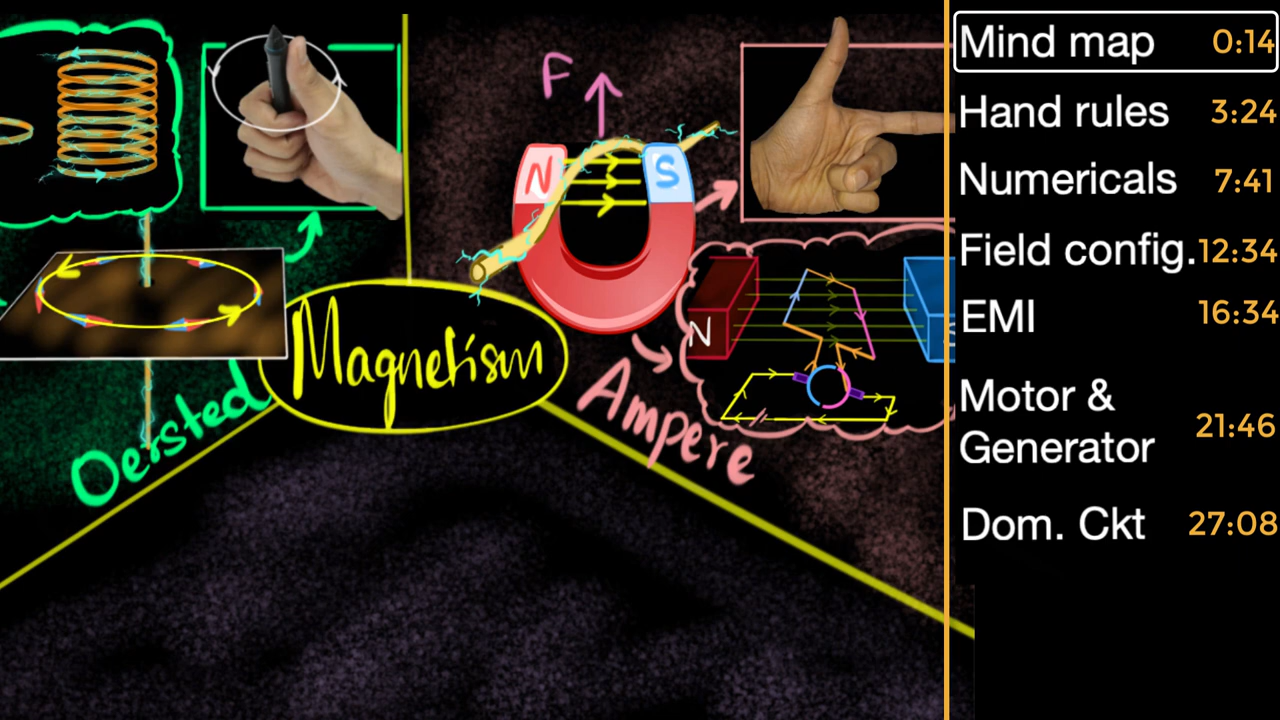 F
N S
Magnetism
Oersted
Ampere
N
Mind map 0:14
Hand rules 3:24
Numericals 7:41
Field config. 12:34
EMI 16:34
Motor &
Generator 21:46
Dom. Ckt 27:08